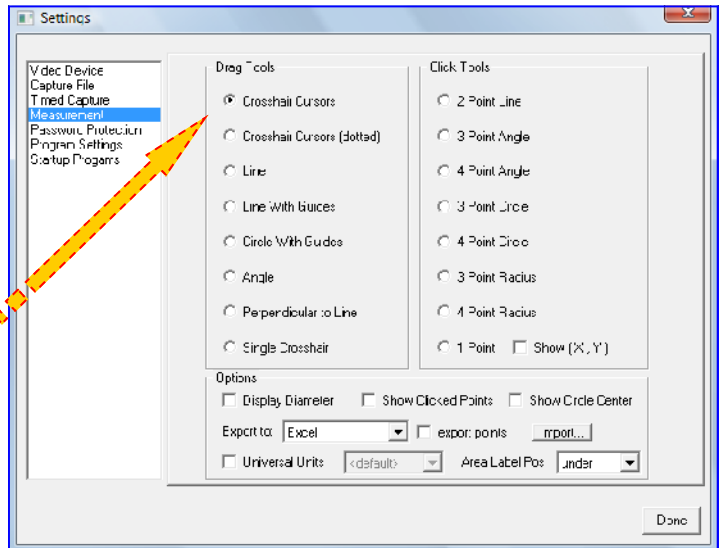 Settings
Video Device
Capture File
Timed Capture
Measurement
Password Protection
Program Settings
Startup Progams
Drag Tools
Crosshair Cursors
Crosshair Cursors (dotted)
Line
Line With Guides
Circle With Guides
Angle
Perpendicular to Line
Single Crosshair
Click Tools
2 Point Line
3 Point Angle
4 Point Angle
3 Point Circle
4 Point Circle
3 Point Radius
4 Point Radius
1 Point Show (X, Y)
Options
Display Diameter Show Clicked Points Show Circle Center
Export to: Excel export points Import...
Universal Units <default> Area Label Pos under
Done